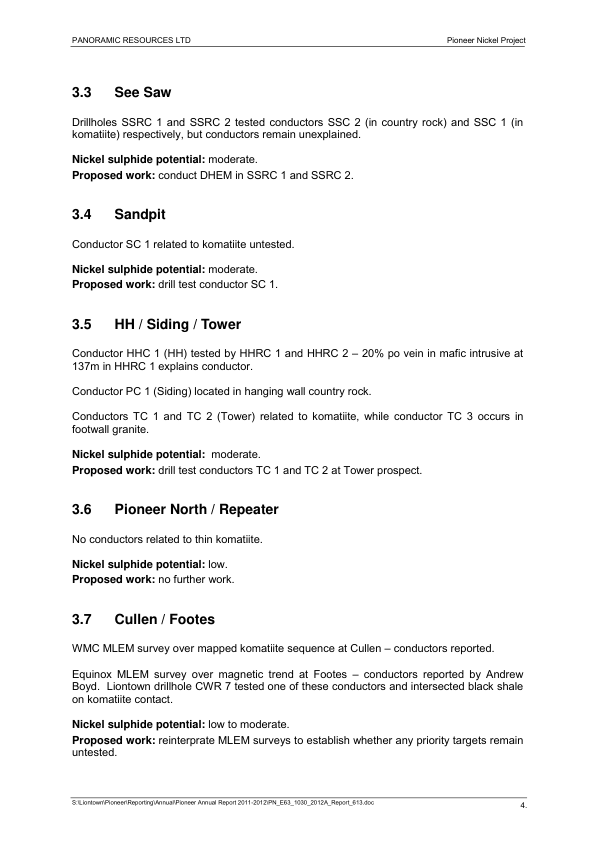 PANORAMIC RESOURCES LTD Pioneer Nickel Project
3.3 See Saw
Drillholes SSRC 1 and SSRC 2 tested conductors SSC 2 (in country rock) and SSC 1 (in
komatiite) respectively, but conductors remain unexplained.
Nickel sulphide potential: moderate.
Proposed work: conduct DHEM in SSRC 1 and SSRC 2.
3.4 Sandpit
Conductor SC 1 related to komatiite untested.
Nickel sulphide potential: moderate.
Proposed work: drill test conductor SC 1.
3.5 HH / Siding / Tower
Conductor HHC 1 (HH) tested by HHRC 1 and HHRC 2 – 20% po vein in mafic intrusive at
137m in HHRC 1 explains conductor.
Conductor PC 1 (Siding) located in hanging wall country rock.
Conductors TC 1 and TC 2 (Tower) related to komatiite, while conductor TC 3 occurs in
footwall granite.
Nickel sulphide potential: moderate.
Proposed work: drill test conductors TC 1 and TC 2 at Tower prospect.
3.6 Pioneer North / Repeater
No conductors related to thin komatiite.
Nickel sulphide potential: low.
Proposed work: no further work.
3.7 Cullen / Footes
WMC MLEM survey over mapped komatiite sequence at Cullen – conductors reported.
Equinox MLEM survey over magnetic trend at Footes – conductors reported by Andrew
Boyd. Liontown drillhole CWR 7 tested one of these conductors and intersected black shale
on komatiite contact.
Nickel sulphide potential: low to moderate.
Proposed work: reinterprate MLEM surveys to establish whether any priority targets remain
untested.
S:\Liontown\Pioneer\Reporting\Annual\Pioneer Annual Report 2011-2012\PN_E63_1030_2012A_Report_613.doc 4.